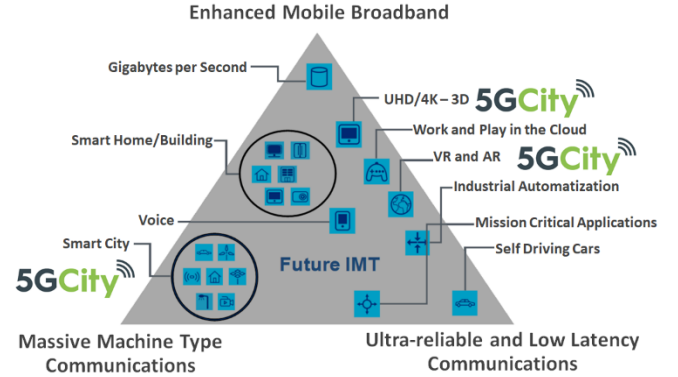 Enhanced Mobile Broadband
Gigabytes per Second
UHD/4K – 3D 5GCity
Work and Play in the Cloud
Smart Home/Building
VR and AR 5GCity
Industrial Automatization
Voice
Mission Critical Applications
Smart City
Self Driving Cars
5GCity
Future IMT
Massive Machine Type
Communications
Ultra-reliable and Low Latency
Communications